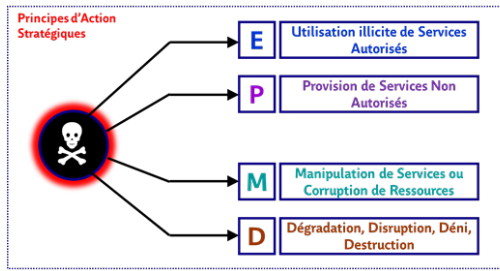 Principes d'Action
Stratégiques
E
Utilisation illicite de Services
Autorisés
P
Provision de Services Non
Autorisés
M
Manipulation de Services ou
Corruption de Ressources
D
Dégradation, Disruption, Déni,
Destruction